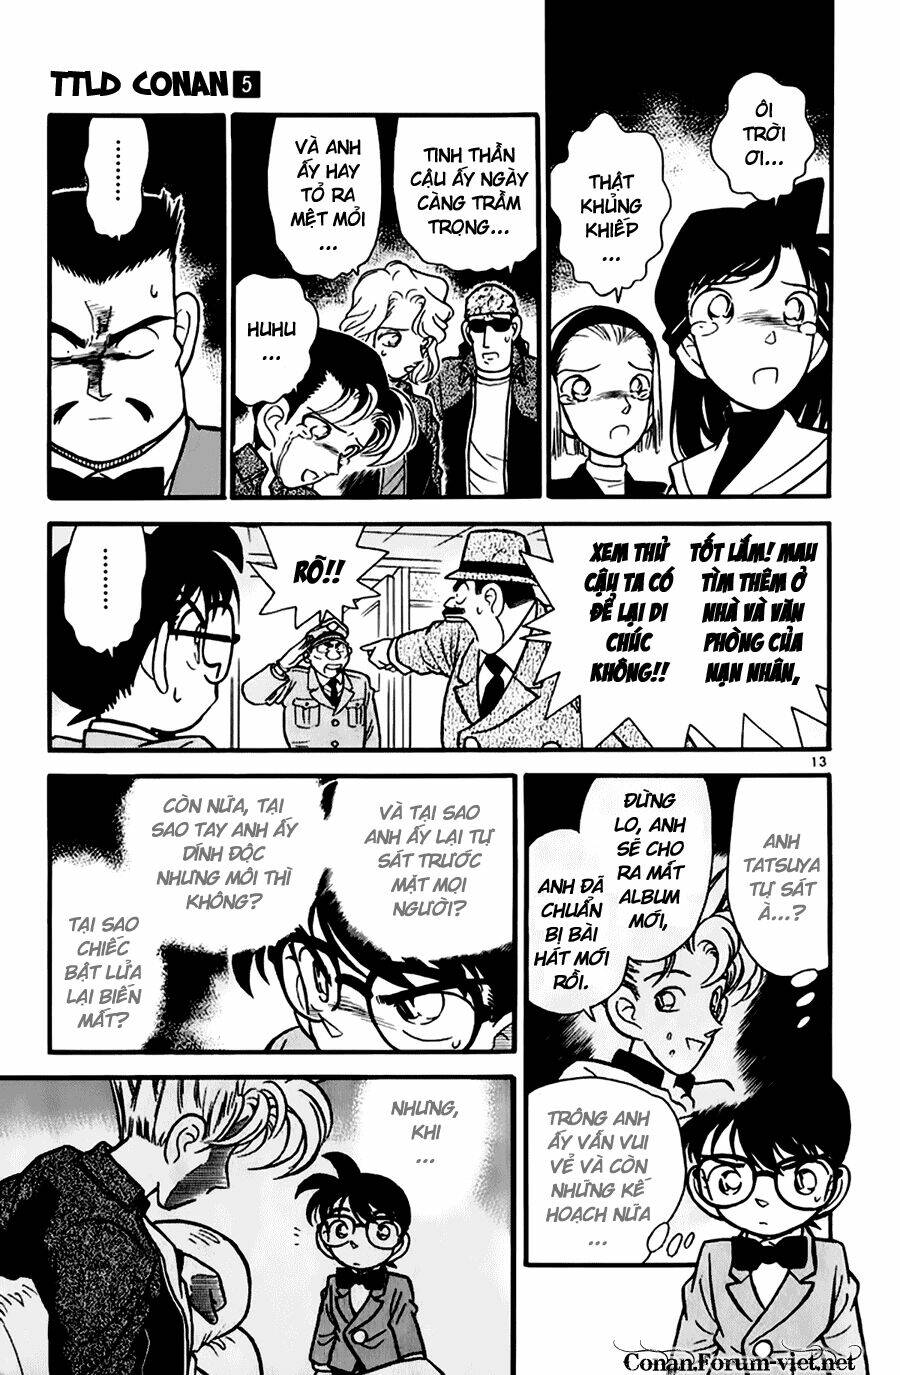 TTLD CONAN 5
ÔI
TRỜI
ƠI...
THẬT
KHỦNG
KHIẾP
...
TINH THẦN
CẬU ẤY NGÀY
CÀNG TRẦM
TRỌNG...
VÀ ANH
ẤY HAY
TỎ RA
MỆT MỎI
...
HUHU
...
.........
TỐT LẮM! MAU
TÌM THÊM Ở
NHÀ VÀ VĂN
PHÒNG CỦA
NẠN NHÂN,
XEM THỬ
CẬU TA CÓ
ĐỂ LẠI DI
CHÚC
KHÔNG!!
RÕ!!
.........
13
ANH
TATSUYA
TỰ SÁT
À...?
ĐỪNG
LO, ANH
SẼ CHO
RA MẮT
ALBUM
MỚI,
ANH ĐÃ
CHUẨN
BỊ BÀI
HÁT MỚI
RỒI.
TRÔNG ANH
ẤY VẪN VUI
VẺ VÀ CÒN
NHỮNG KẾ
HOẠCH NỮA
...
VÀ TẠI SAO
ANH ẤY LẠI TỰ
SÁT TRƯỚC
MẶT MỌI
NGƯỜI?
CÒN NỮA, TẠI
SAO TAY ANH ẤY
DÍNH ĐỘC
NHƯNG MÔI THÌ
KHÔNG?
TẠI SAO
CHIẾC
BẬT LỬA
LẠI BIẾN
MẤT?
NHƯNG,
KHI
...
Conan.Forum-viet.net